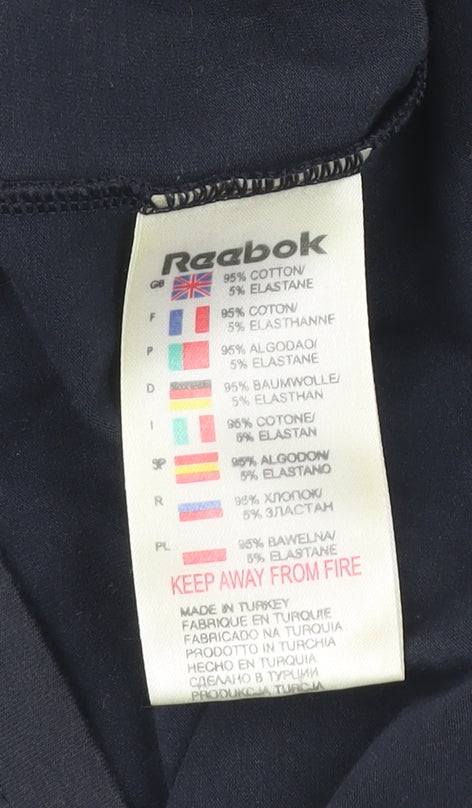 Reebok
GB 95% COTTON/
5% ELASTANE
F 95% COTON/
5% ELASTHANNE
P 95% ALGODAO/
5% ELASTANE
D 95% BAUMWOLLE/
5% ELASTHAN
I 95% COTONE/
5% ELASTAN
SP 95% ALGODON/
5% ELASTANO
R 95% ХЛОПОК/
5% ЭЛАСТАН
PL 95% BAWELNA/
5% ELASTANE
KEEP AWAY FROM FIRE
MADE IN TURKEY
FABRIQUE EN TURQUIE
FABRICADO NA TURQUIA
PRODOTTO IN TURCHIA
HECHO EN TURQUIA
СДЕЛАНО В ТУРЦИИ
PRODUKCJA TURCJA